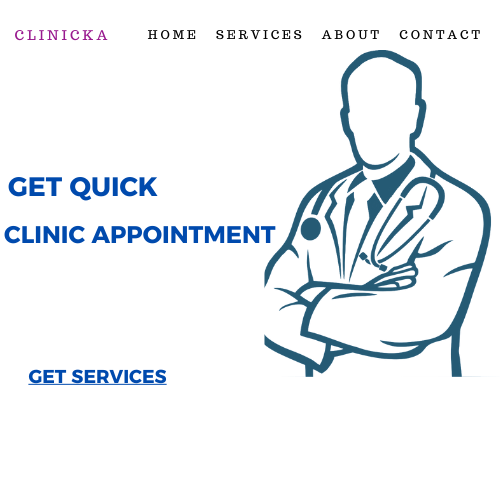 CLINICKA HOME SERVICES ABOUT CONTACT
GET QUICK
CLINIC APPOINTMENT
GET SERVICES